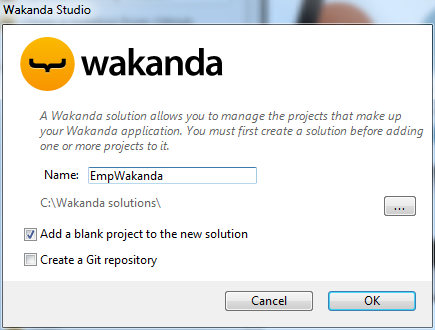 Wakanda Studio
wakanda
A Wakanda solution allows you to manage the projects that make up
your Wakanda application. You must first create a solution before adding
one or more projects to it.
Name: EmpWakanda
C:\Wakanda solutions\
...
Add a blank project to the new solution
Create a Git repository
Cancel OK